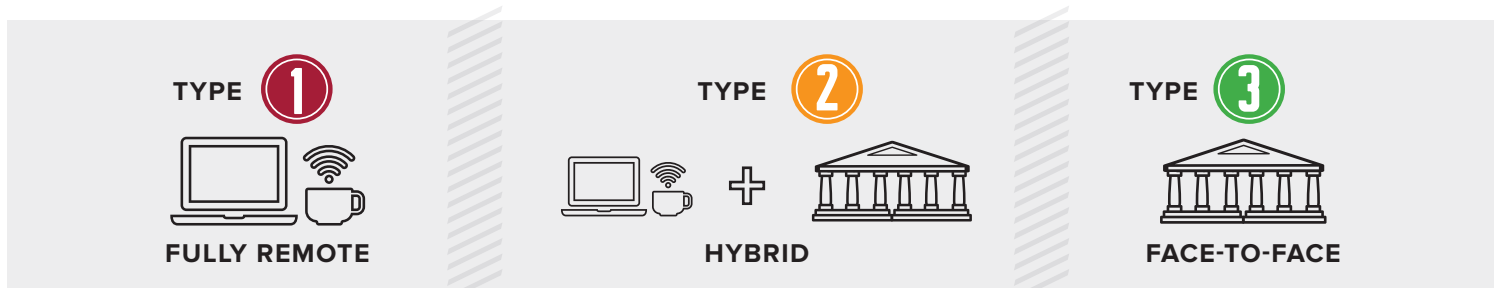 TYPE 1
FULLY REMOTE
TYPE 2
HYBRID
TYPE 3
FACE-TO-FACE